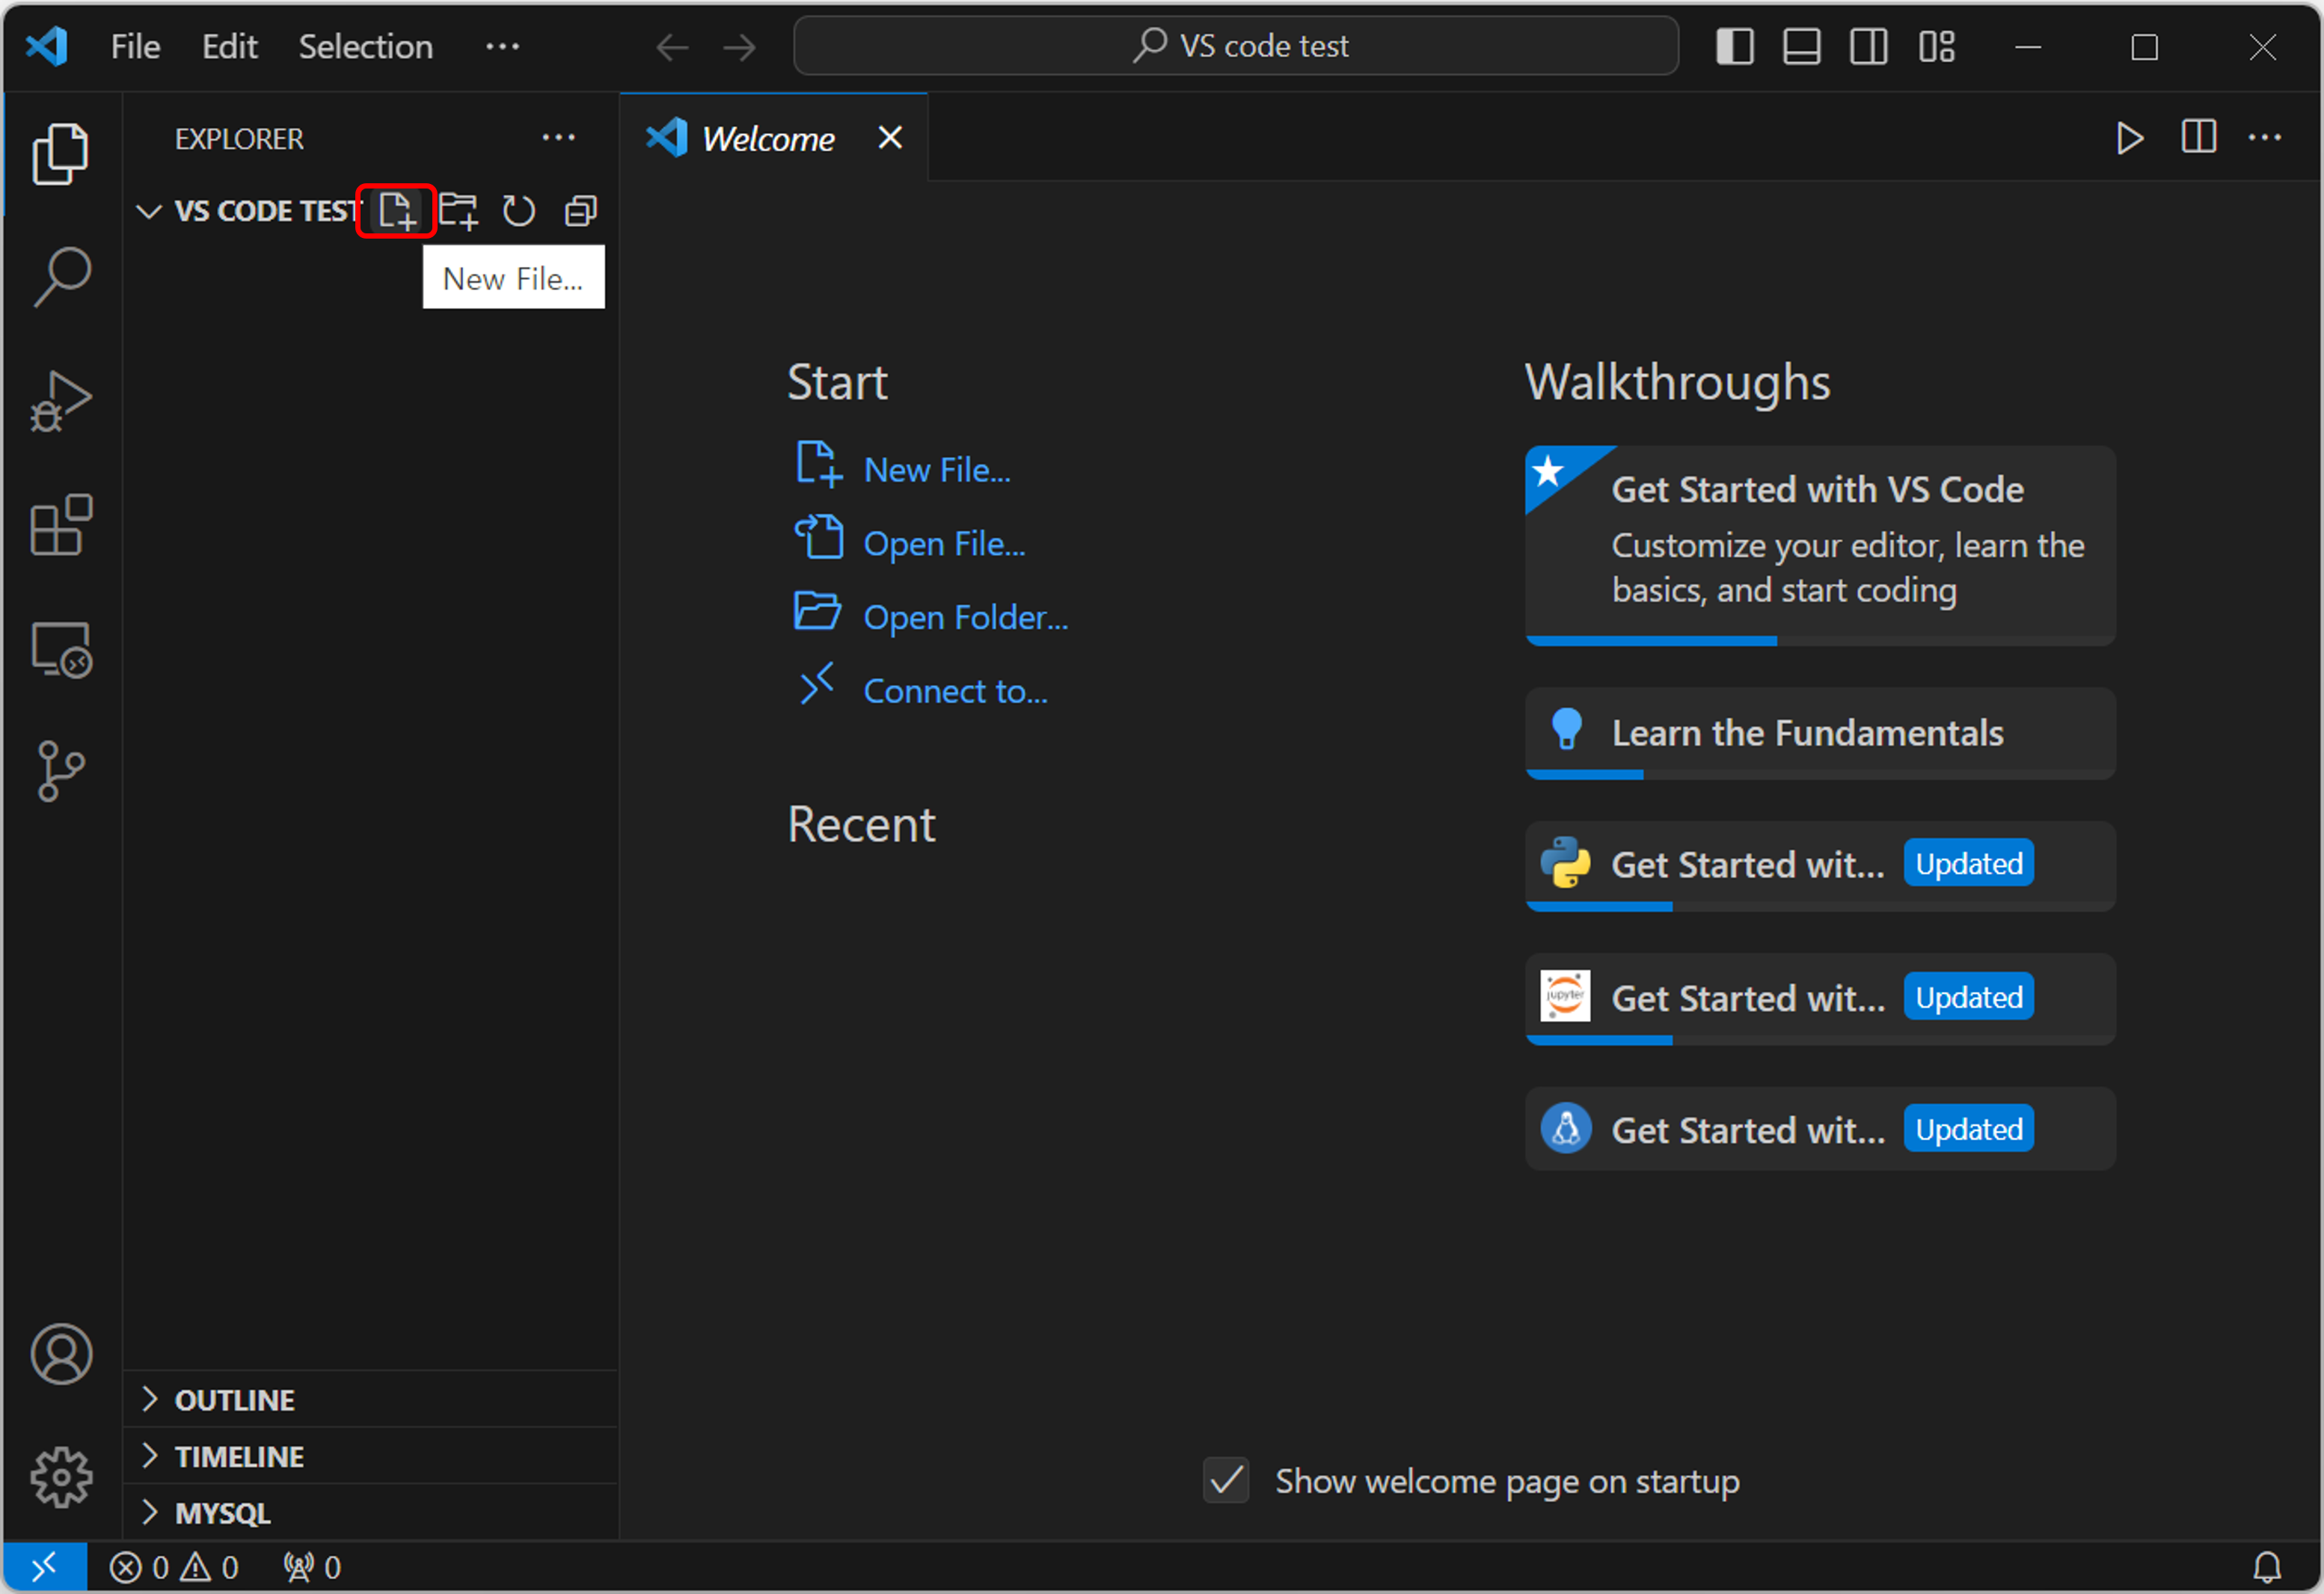 File Edit Selection ...
VS code test
EXPLORER ...
VS CODE TEST
New File...
Welcome
...
Start
New File...
Open File...
Open Folder...
Connect to...
Recent
Walkthroughs
Get Started with VS Code
Customize your editor, learn the
basics, and start coding
Learn the Fundamentals
Get Started wit... Updated
jupyter
Get Started wit... Updated
Get Started wit... Updated
Show welcome page on startup
OUTLINE
TIMELINE
MYSQL
0 0 0